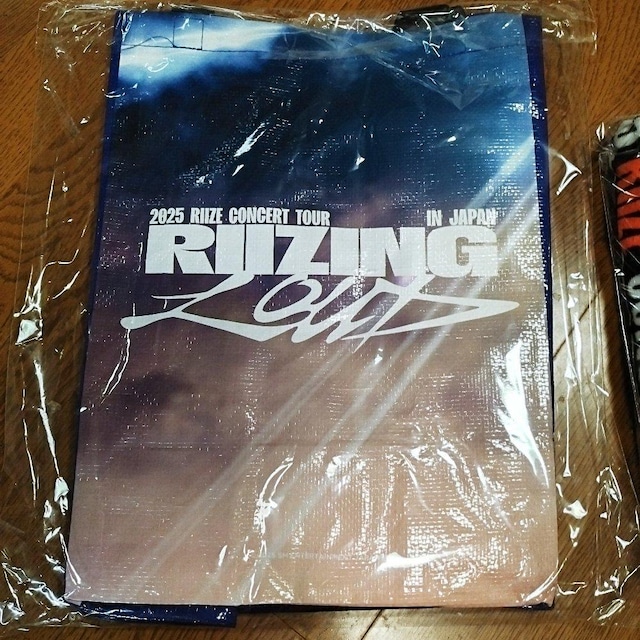 2025 RIIZE CONCERT TOUR IN JAPAN
RIIZING
LOUD